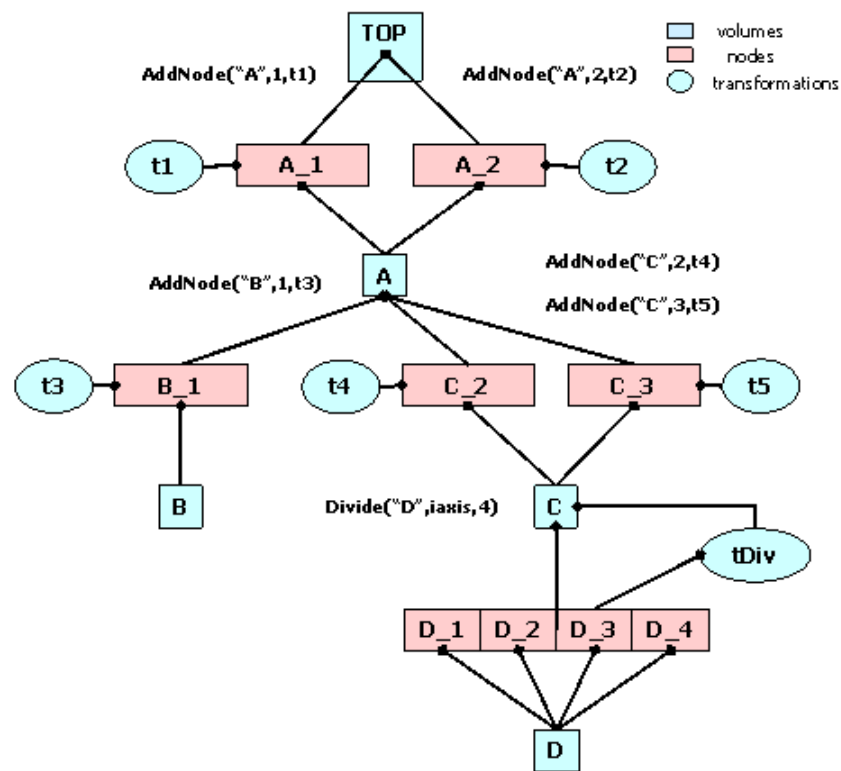 TOP
volumes
nodes
transformations
AddNode("A",1,t1)
AddNode("A",2,t2)
t1
A_1
A_2
t2
A
AddNode("B",1,t3)
AddNode("C",2,t4)
AddNode("C",3,t5)
t3
B_1
t4
C_2
C_3
t5
B
Divide("D",iaxis,4)
C
tDiv
D_1
D_2
D_3
D_4
D